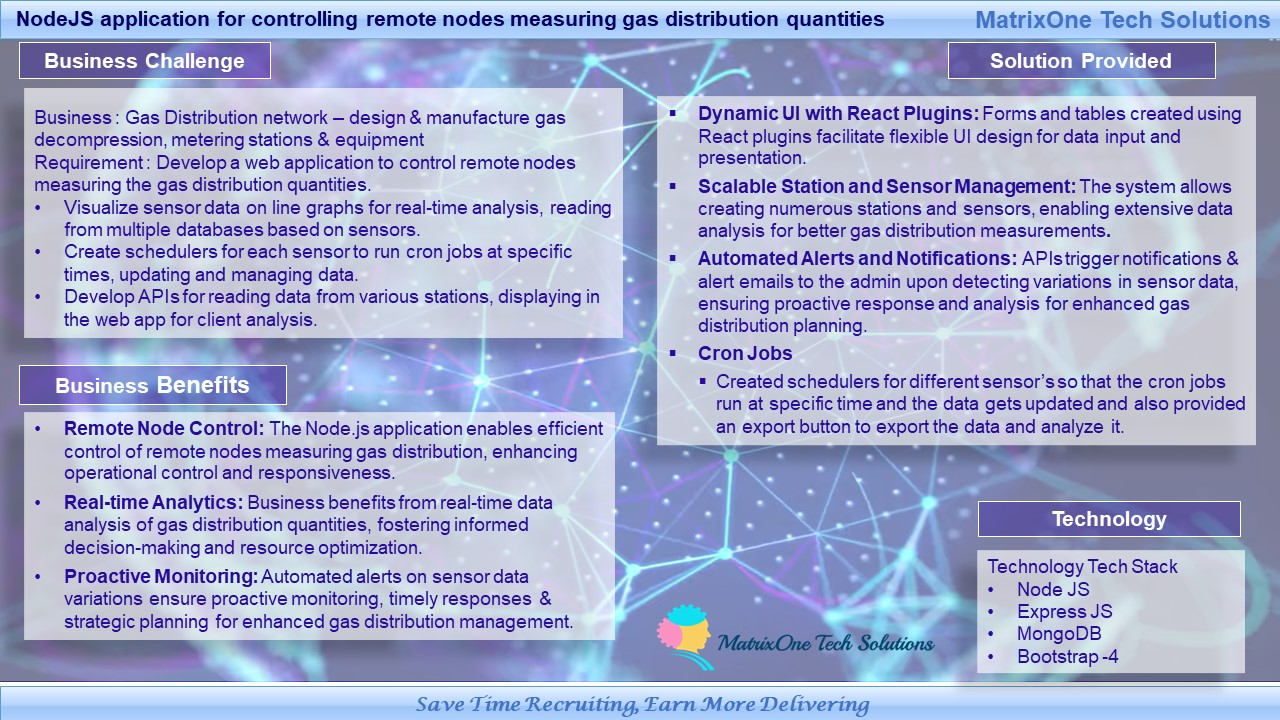 NodeJS application for controlling remote nodes measuring gas distribution quantities
MatrixOne Tech Solutions
Business Challenge
Business : Gas Distribution network – design & manufacture gas
decompression, metering stations & equipment
Requirement : Develop a web application to control remote nodes
measuring the gas distribution quantities.
• Visualize sensor data on line graphs for real-time analysis, reading
from multiple databases based on sensors.
• Create schedulers for each sensor to run cron jobs at specific
times, updating and managing data.
• Develop APIs for reading data from various stations, displaying in
the web app for client analysis.
Business Benefits
• Remote Node Control: The Node.js application enables efficient
control of remote nodes measuring gas distribution, enhancing
operational control and responsiveness.
• Real-time Analytics: Business benefits from real-time data
analysis of gas distribution quantities, fostering informed
decision-making and resource optimization.
• Proactive Monitoring: Automated alerts on sensor data
variations ensure proactive monitoring, timely responses &
strategic planning for enhanced gas distribution management.
Solution Provided
▪ Dynamic UI with React Plugins: Forms and tables created using
React plugins facilitate flexible UI design for data input and
presentation.
▪ Scalable Station and Sensor Management: The system allows
creating numerous stations and sensors, enabling extensive data
analysis for better gas distribution measurements.
▪ Automated Alerts and Notifications: APIs trigger notifications &
alert emails to the admin upon detecting variations in sensor data,
ensuring proactive response and analysis for enhanced gas
distribution planning.
▪ Cron Jobs
▪ Created schedulers for different sensor's so that the cron jobs
run at specific time and the data gets updated and also provided
an export button to export the data and analyze it.
Technology
Technology Tech Stack
• Node JS
• Express JS
• MongoDB
• Bootstrap -4
MatrixOne Tech Solutions
Save Time Recruiting, Earn More Delivering